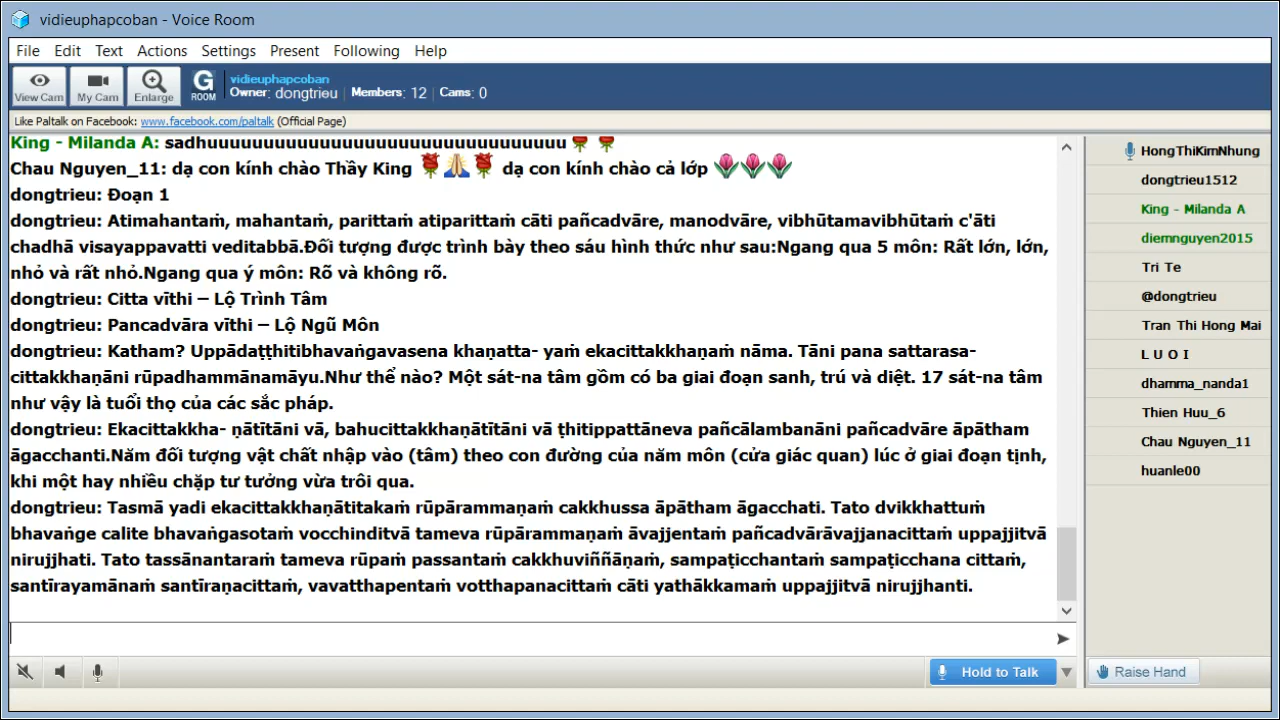 vidieuphapcoban - Voice Room
File Edit Text Actions Settings Present Following Help
View Cam My Cam Enlarge G ROOM vidieuphapcoban
Owner: dongtrieu Members: 12 Cams: 0
Like Paltalk on Facebook: www.facebook.com/paltalk (Official Page)
King - Milanda A: sadhuuuuuuuuuuuuuuuuuuuuuuuuuuuuuuuu
Chau Nguyen_11: dạ con kính chào Thầy King dạ con kính chào cả lớp
dongtrieu: Đoạn 1
dongtrieu: Atimahantaṁ, mahantaṁ, parittaṁ atiparittaṁ cāti pañcadvāre, manodvāre, vibhūtamavibhūtaṁ c'āti
chadhā visayappavatti veditabbā.Đối tượng được trình bày theo sáu hình thức như sau:Ngang qua 5 môn: Rất lớn, lớn,
nhỏ và rất nhỏ.Ngang qua ý môn: Rõ và không rõ.
dongtrieu: Citta vīthi – Lộ Trình Tâm
dongtrieu: Pancadvāra vīthi – Lộ Ngũ Môn
dongtrieu: Katham? Uppādaṭṭhitibhavaṅgavasena khaṇatta- yaṁ ekacittakkhaṇaṁ nāma. Tāni pana sattarasa-
cittakkhaṇāni rūpadhammānamāyu.Như thế nào? Một sát-na tâm gồm có ba giai đoạn sanh, trú và diệt. 17 sát-na tâm
như vậy là tuổi thọ của các sắc pháp.
dongtrieu: Ekacittakkha- ṇātītāni vā, bahucittakkhaṇātītāni vā ṭhitippattāneva pañcālambanāni pañcadvāre āpātham
āgacchanti.Năm đối tượng vật chất nhập vào (tâm) theo con đường của năm môn (cửa giác quan) lúc ở giai đoạn tịnh,
khi một hay nhiều chặp tư tưởng vừa trôi qua.
dongtrieu: Tasmā yadi ekacittakkhaṇātitakaṁ rūpārammaṇaṁ cakkhussa āpātham āgacchati. Tato dvikkhattuṁ
bhavaṅge calite bhavaṅgasotaṁ vocchinditvā tameva rūpārammaṇaṁ āvajjentaṁ pañcadvārāvajjanacittaṁ uppajjitvā
nirujjhati. Tato tassānantaraṁ tameva rūpaṁ passantaṁ cakkhuviññāṇaṁ, sampaṭicchantaṁ sampaṭicchana cittaṁ,
santīrayamānaṁ santīraṇacittaṁ, vavatthapentaṁ votthapanacittaṁ cāti yathākkamaṁ uppajjitvā nirujjhanti.
HongThiKimNhung
dongtrieu1512
King - Milanda A
diemnguyen2015
Tri Te
@dongtrieu
Tran Thi Hong Mai
L U O I
dhamma_nanda1
Thien Huu_6
Chau Nguyen_11
huanle00
Hold to Talk
Raise Hand